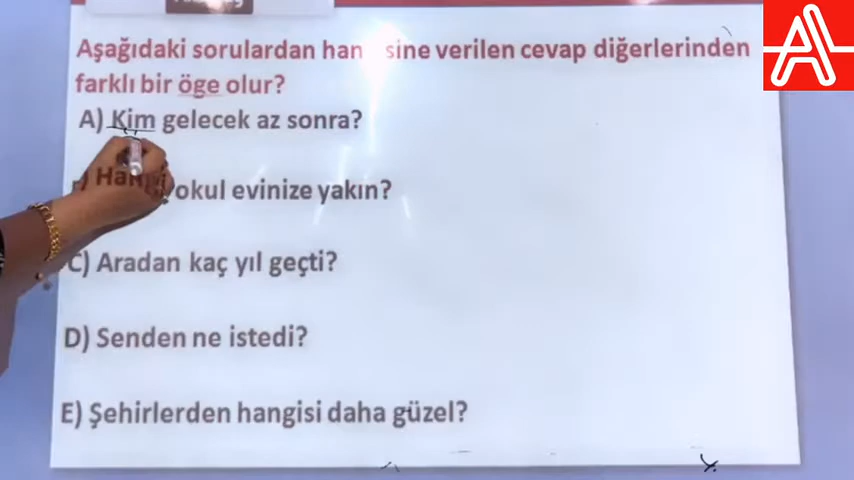 Aşağıdaki sorulardan han sine verilen cevap diğerlerinden
farklı bir öge olur?
A) Kim gelecek az sonra?
Hangi okul evinize yakın?
C) Aradan kaç yıl geçti?
D) Senden ne istedi?
E) Şehirlerden hangisi daha güzel?